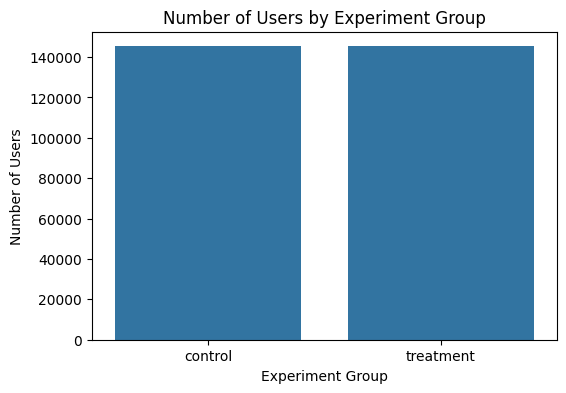 Number of Users by Experiment Group
Number of Users
140000
120000
100000
80000
60000
40000
20000
0
control
treatment
Experiment Group